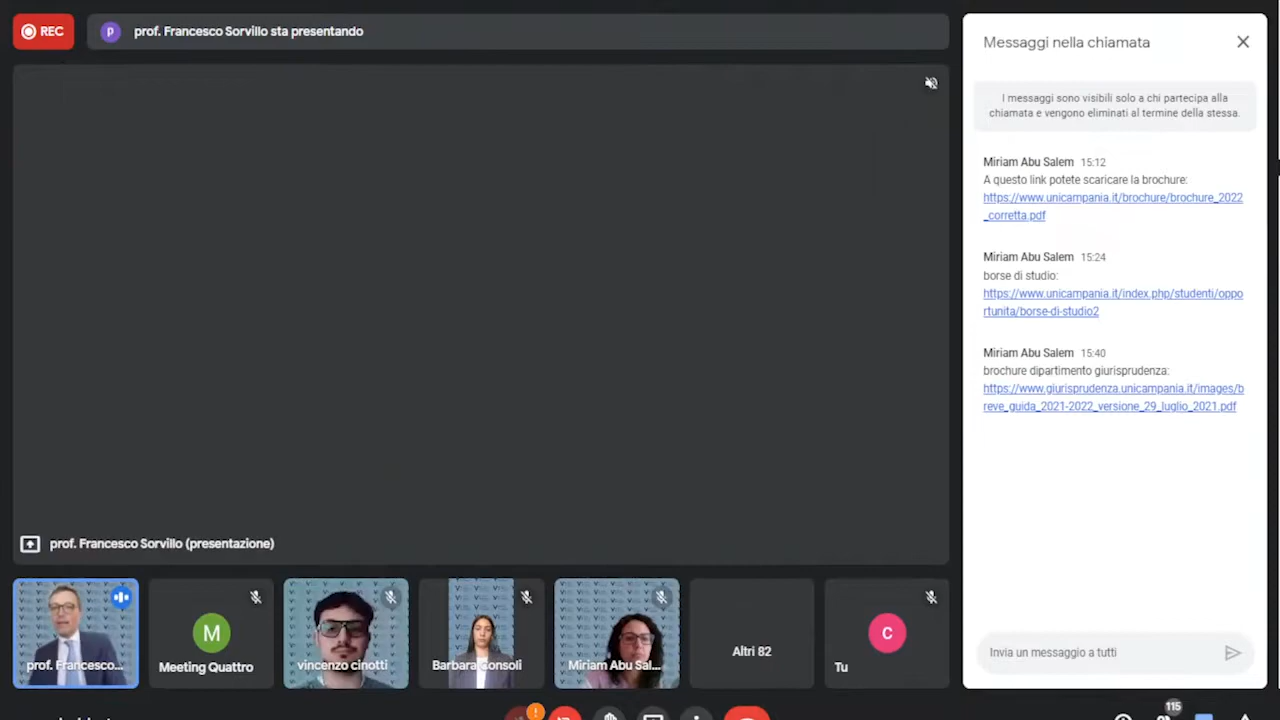 REC
p
prof. Francesco Sorvillo sta presentando
prof. Francesco Sorvillo (presentazione)
prof. Francesco...
M
Meeting Quattro
vincenzo cinotti
Barbara Consoli
Miriam Abu Sal...
Altri 82
C
Tu
Messaggi nella chiamata
I messaggi sono visibili solo a chi partecipa alla
chiamata e vengono eliminati al termine della stessa.
Miriam Abu Salem 15:12
A questo link potete scaricare la brochure:
https://www.unicampania.it/brochure/brochure_2022
_corretta.pdf
Miriam Abu Salem 15:24
borse di studio:
https://www.unicampania.it/index.php/studenti/oppo
rtunita/borse-di-studio2
Miriam Abu Salem 15:40
brochure dipartimento giurisprudenza:
https://www.giurisprudenza.unicampania.it/images/b
reve_guida_2021-2022_versione_29_luglio_2021.pdf
Invia un messaggio a tutti
115